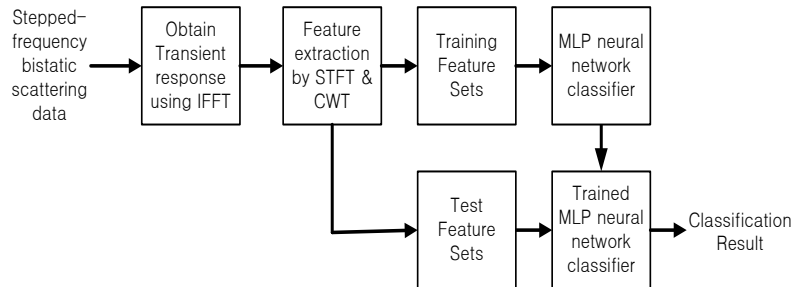 Stepped-
frequency
bistatic
scattering
data
Obtain
Transient
response
using IFFT
Feature
extraction
by STFT &
CWT
Training
Feature
Sets
MLP neural
network
classifier
Test
Feature
Sets
Trained
MLP neural
network
classifier
Classification
Result